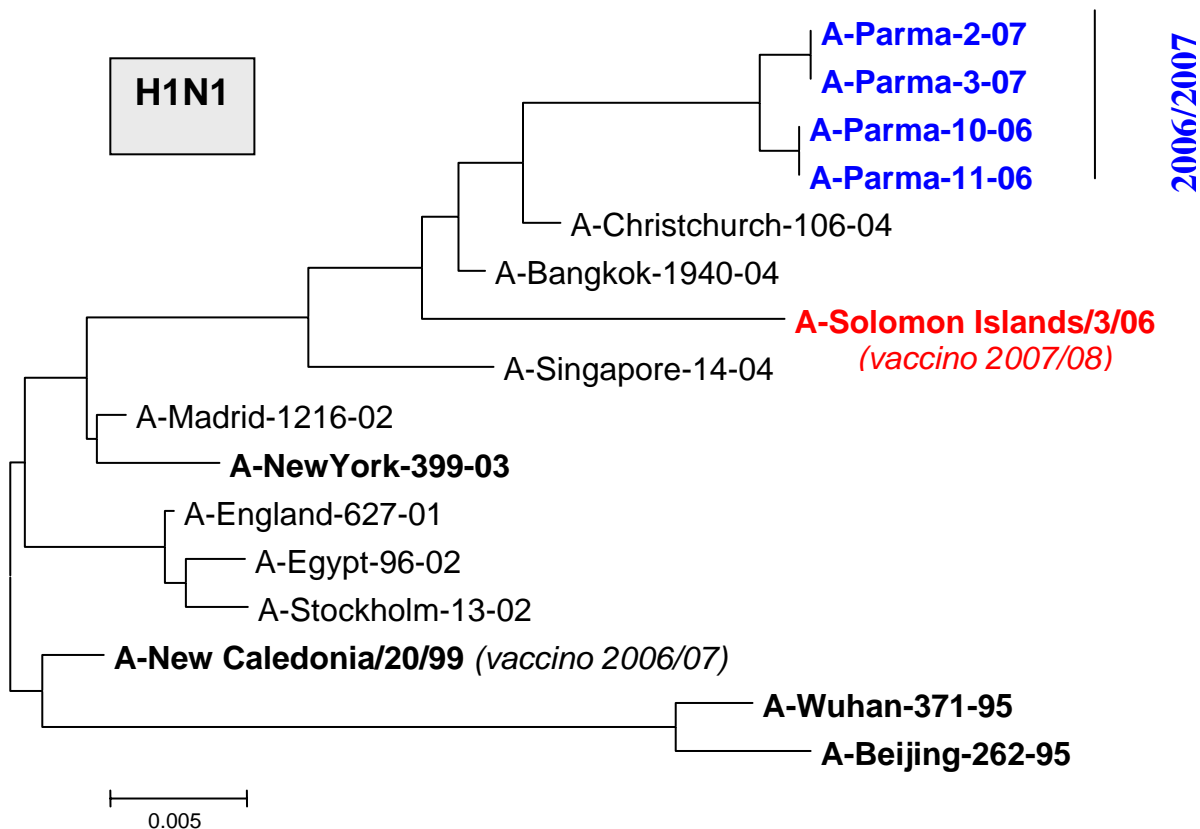 H1N1
A-Parma-2-07
A-Parma-3-07
A-Parma-10-06
A-Parma-11-06
2006/2007
A-Christchurch-106-04
A-Bangkok-1940-04
A-Solomon Islands/3/06
(vaccino 2007/08)
A-Singapore-14-04
A-Madrid-1216-02
A-NewYork-399-03
A-England-627-01
A-Egypt-96-02
A-Stockholm-13-02
A-New Caledonia/20/99 (vaccino 2006/07)
A-Wuhan-371-95
A-Beijing-262-95
0.005